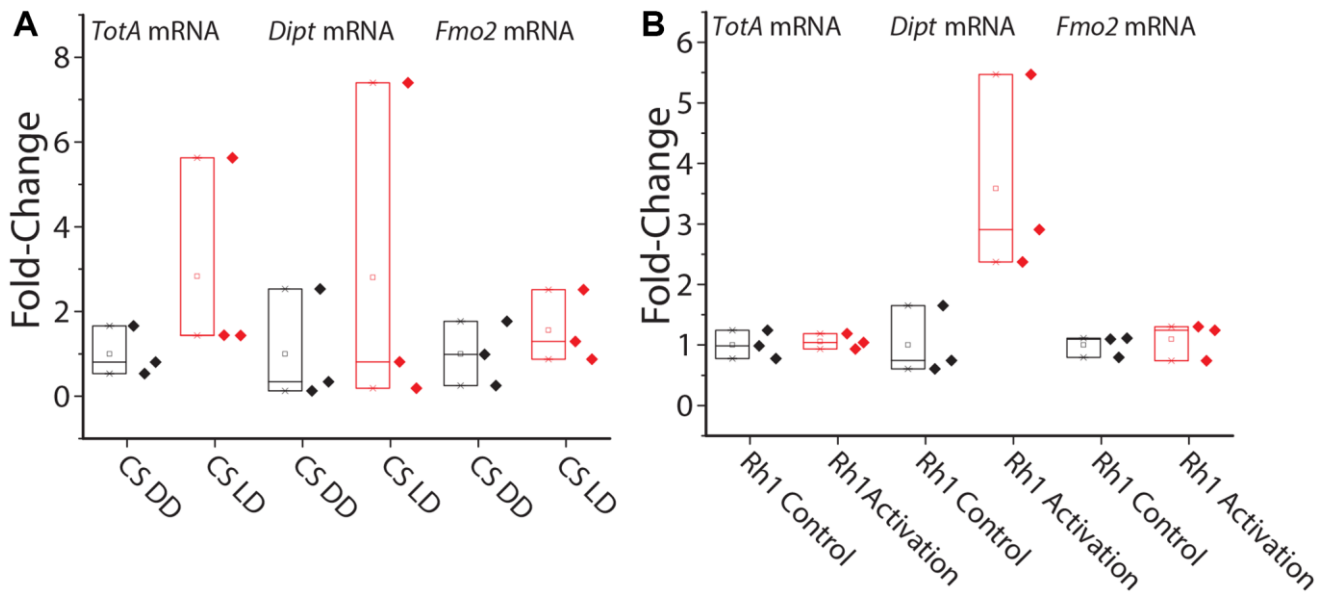 A
TotA mRNA Dipt mRNA Fmo2 mRNA
8
6
4
2
0
Fold-Change
CS DD CS LD CS DD CS LD CS DD CS LD
B
TotA mRNA Dipt mRNA Fmo2 mRNA
6
5
4
3
2
1
0
Fold-Change
Rh1 Control Rh1 Activation Rh1 Control Rh1 Activation Rh1 Control Rh1 Activation